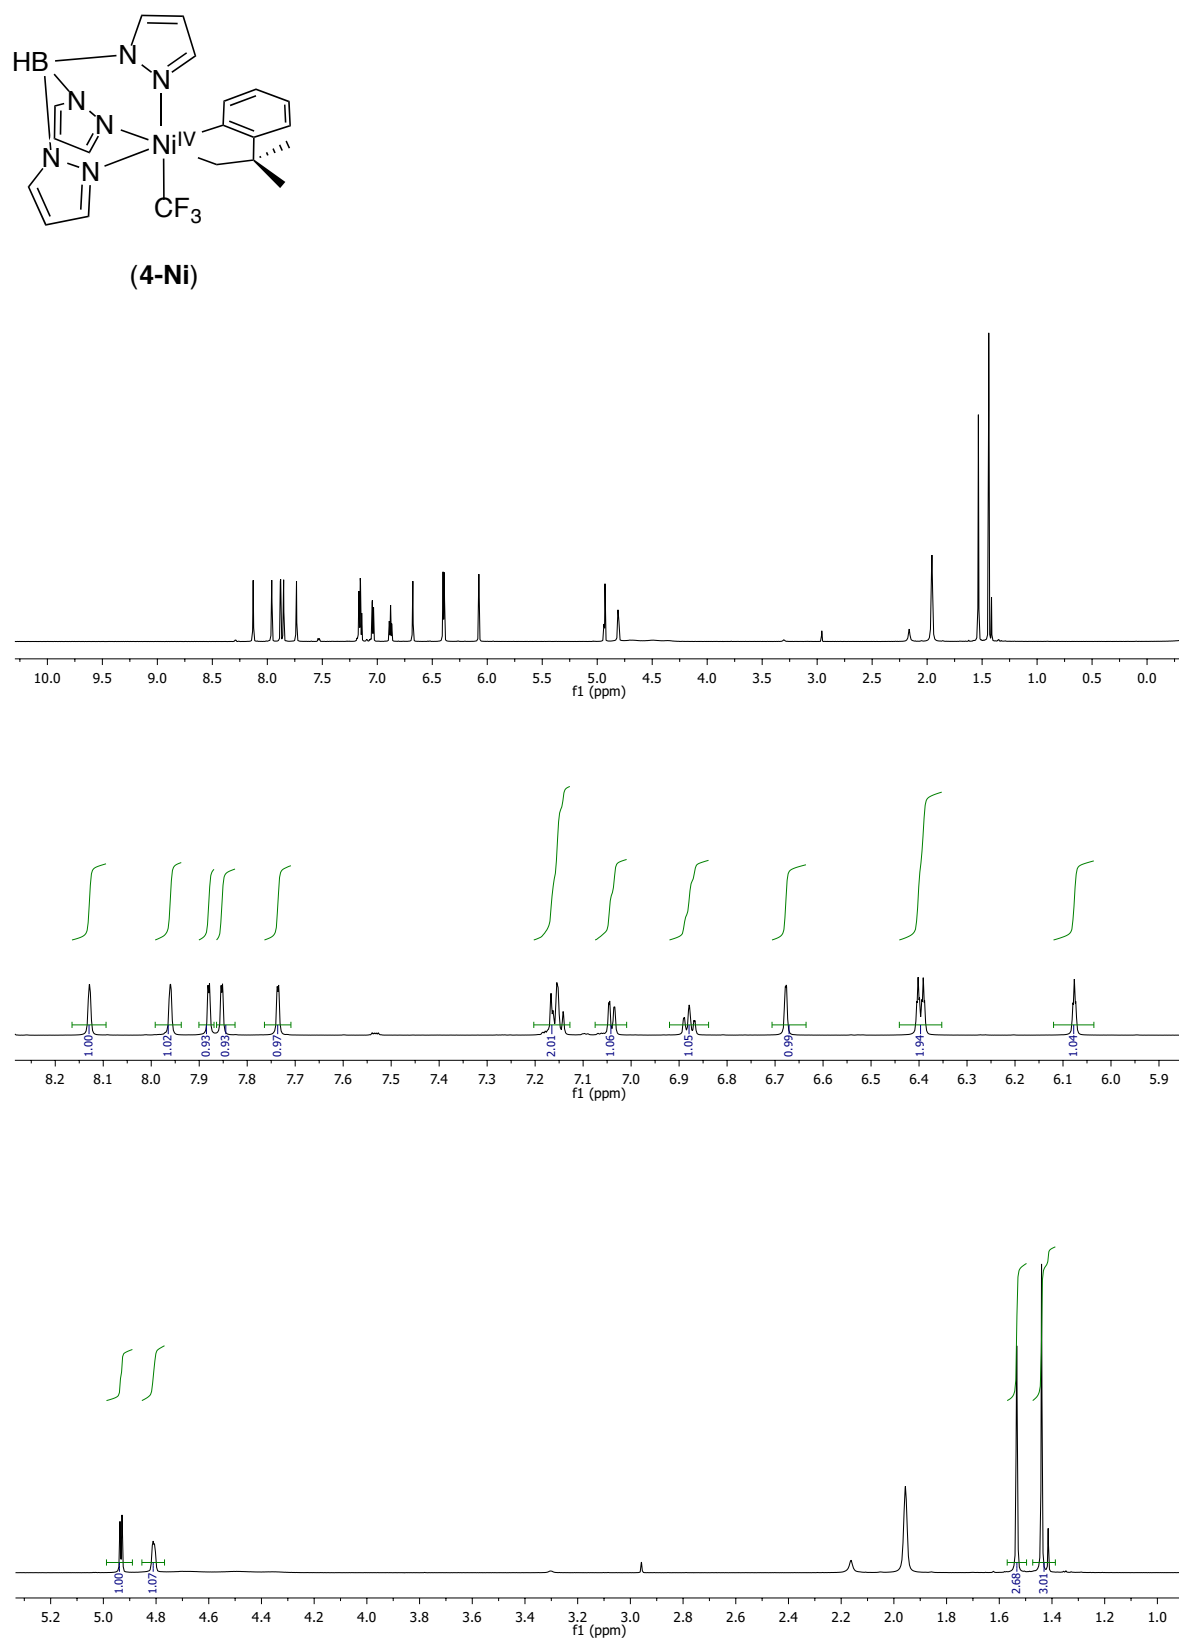 N
HB
N
N
N
Ni
IV
N
N
CF3
(4-Ni)
10.0 9.5 9.0 8.5 8.0 7.5 7.0 6.5 6.0 5.5 5.0 4.5 4.0 3.5 3.0 2.5 2.0 1.5 1.0 0.5 0.0
f1 (ppm)
1.00 1.02 0.93 0.93 0.97 2.01 1.06 1.05 0.99 1.94 1.04
8.2 8.1 8.0 7.9 7.8 7.7 7.6 7.5 7.4 7.3 7.2 7.1 7.0 6.9 6.8 6.7 6.6 6.5 6.4 6.3 6.2 6.1 6.0 5.9
f1 (ppm)
1.00 1.07 2.68 3.01
5.2 5.0 4.8 4.6 4.4 4.2 4.0 3.8 3.6 3.4 3.2 3.0 2.8 2.6 2.4 2.2 2.0 1.8 1.6 1.4 1.2 1.0
f1 (ppm)